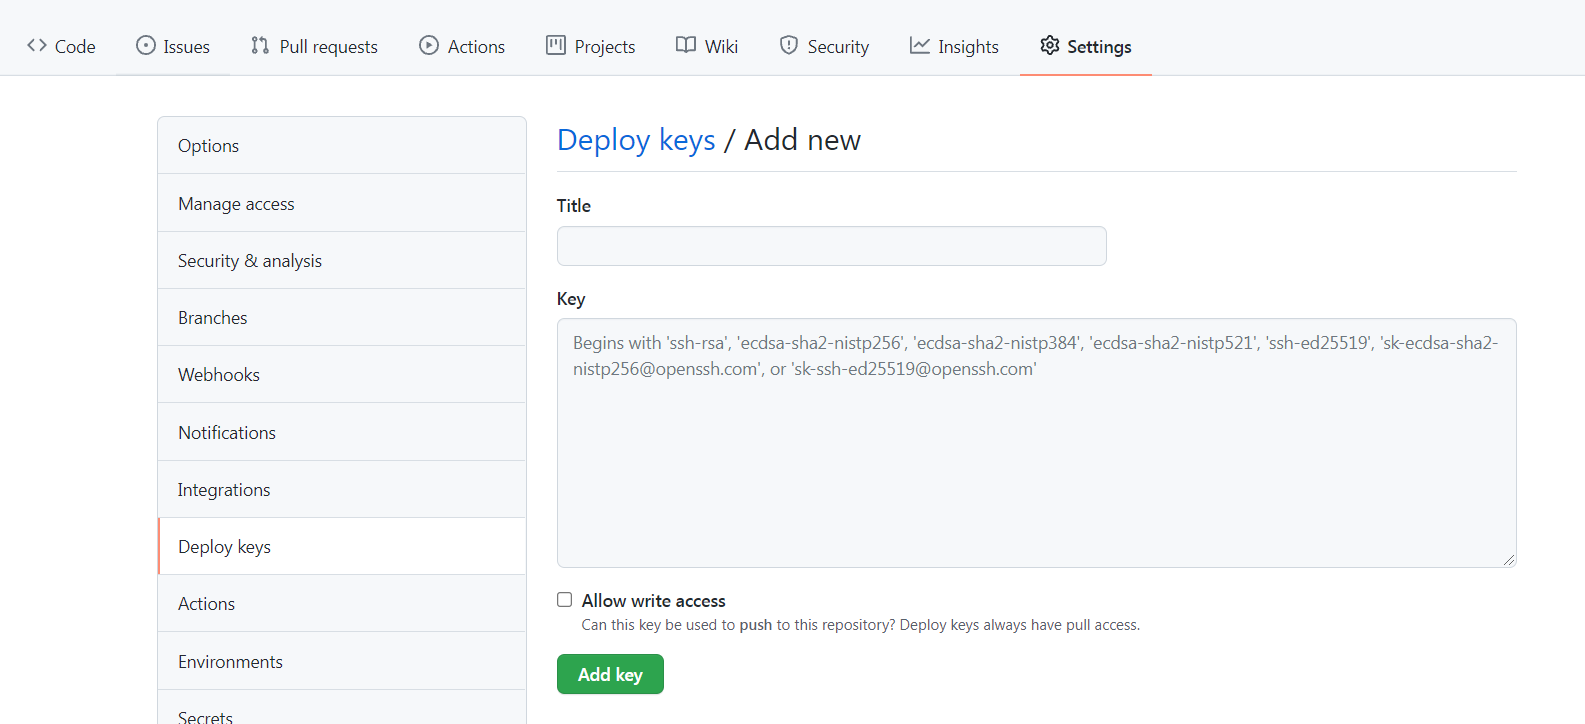 Code Issues Pull requests Actions Projects Wiki Security Insights Settings
Options
Manage access
Security & analysis
Branches
Webhooks
Notifications
Integrations
Deploy keys
Actions
Environments
Secrets
Deploy keys / Add new
Title
Key
Begins with 'ssh-rsa', 'ecdsa-sha2-nistp256', 'ecdsa-sha2-nistp384', 'ecdsa-sha2-nistp521', 'ssh-ed25519', 'sk-ecdsa-sha2-
nistp256@openssh.com', or 'sk-ssh-ed25519@openssh.com'
Allow write access
Can this key be used to push to this repository? Deploy keys always have pull access.
Add key